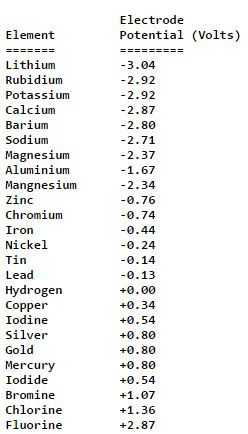 Electrode
Element Potential (Volts)
======= =========
Lithium -3.04
Rubidium -2.92
Potassium -2.92
Calcium -2.87
Barium -2.80
Sodium -2.71
Magnesium -2.37
Aluminium -1.67
Mangnesium -2.34
Zinc -0.76
Chromium -0.74
Iron -0.44
Nickel -0.24
Tin -0.14
Lead -0.13
Hydrogen +0.00
Copper +0.34
Iodine +0.54
Silver +0.80
Gold +0.80
Mercury +0.80
Iodide +0.54
Bromine +1.07
Chlorine +1.36
Fluorine +2.87